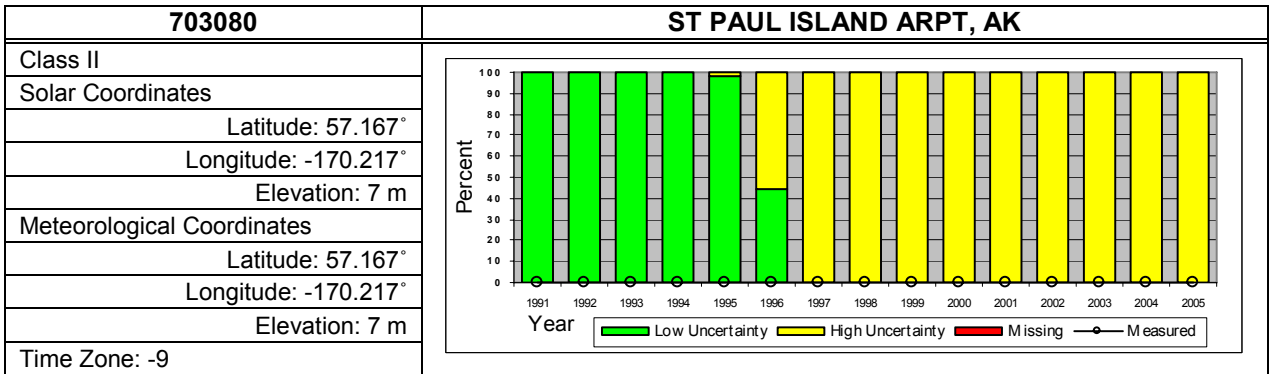 703080
ST PAUL ISLAND ARPT, AK
Class II
Solar Coordinates
Latitude: 57.167˚
Longitude: -170.217˚
Elevation: 7 m
Meteorological Coordinates
Latitude: 57.167˚
Longitude: -170.217˚
Elevation: 7 m
Time Zone: -9
Percent
100
90
80
70
60
50
40
30
20
10
0
1991 1992 1993 1994 1995 1996 1997 1998 1999 2000 2001 2002 2003 2004 2005
Year
Low Uncertainty High Uncertainty Missing Measured